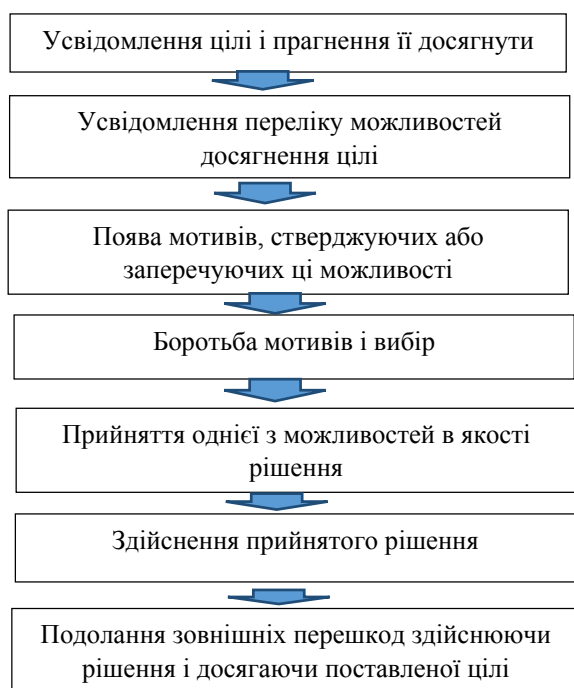 Усвідомлення цілі і прагнення її досягнути
Усвідомлення переліку можливостей
досягнення цілі
Поява мотивів, стверджуючих або
заперечуючих ці можливості
Боротьба мотивів і вибір
Прийняття однієї з можливостей в якості
рішення
Здійснення прийнятого рішення
Подолання зовнішніх перешкод здійснюючи
рішення і досягаючи поставленої цілі